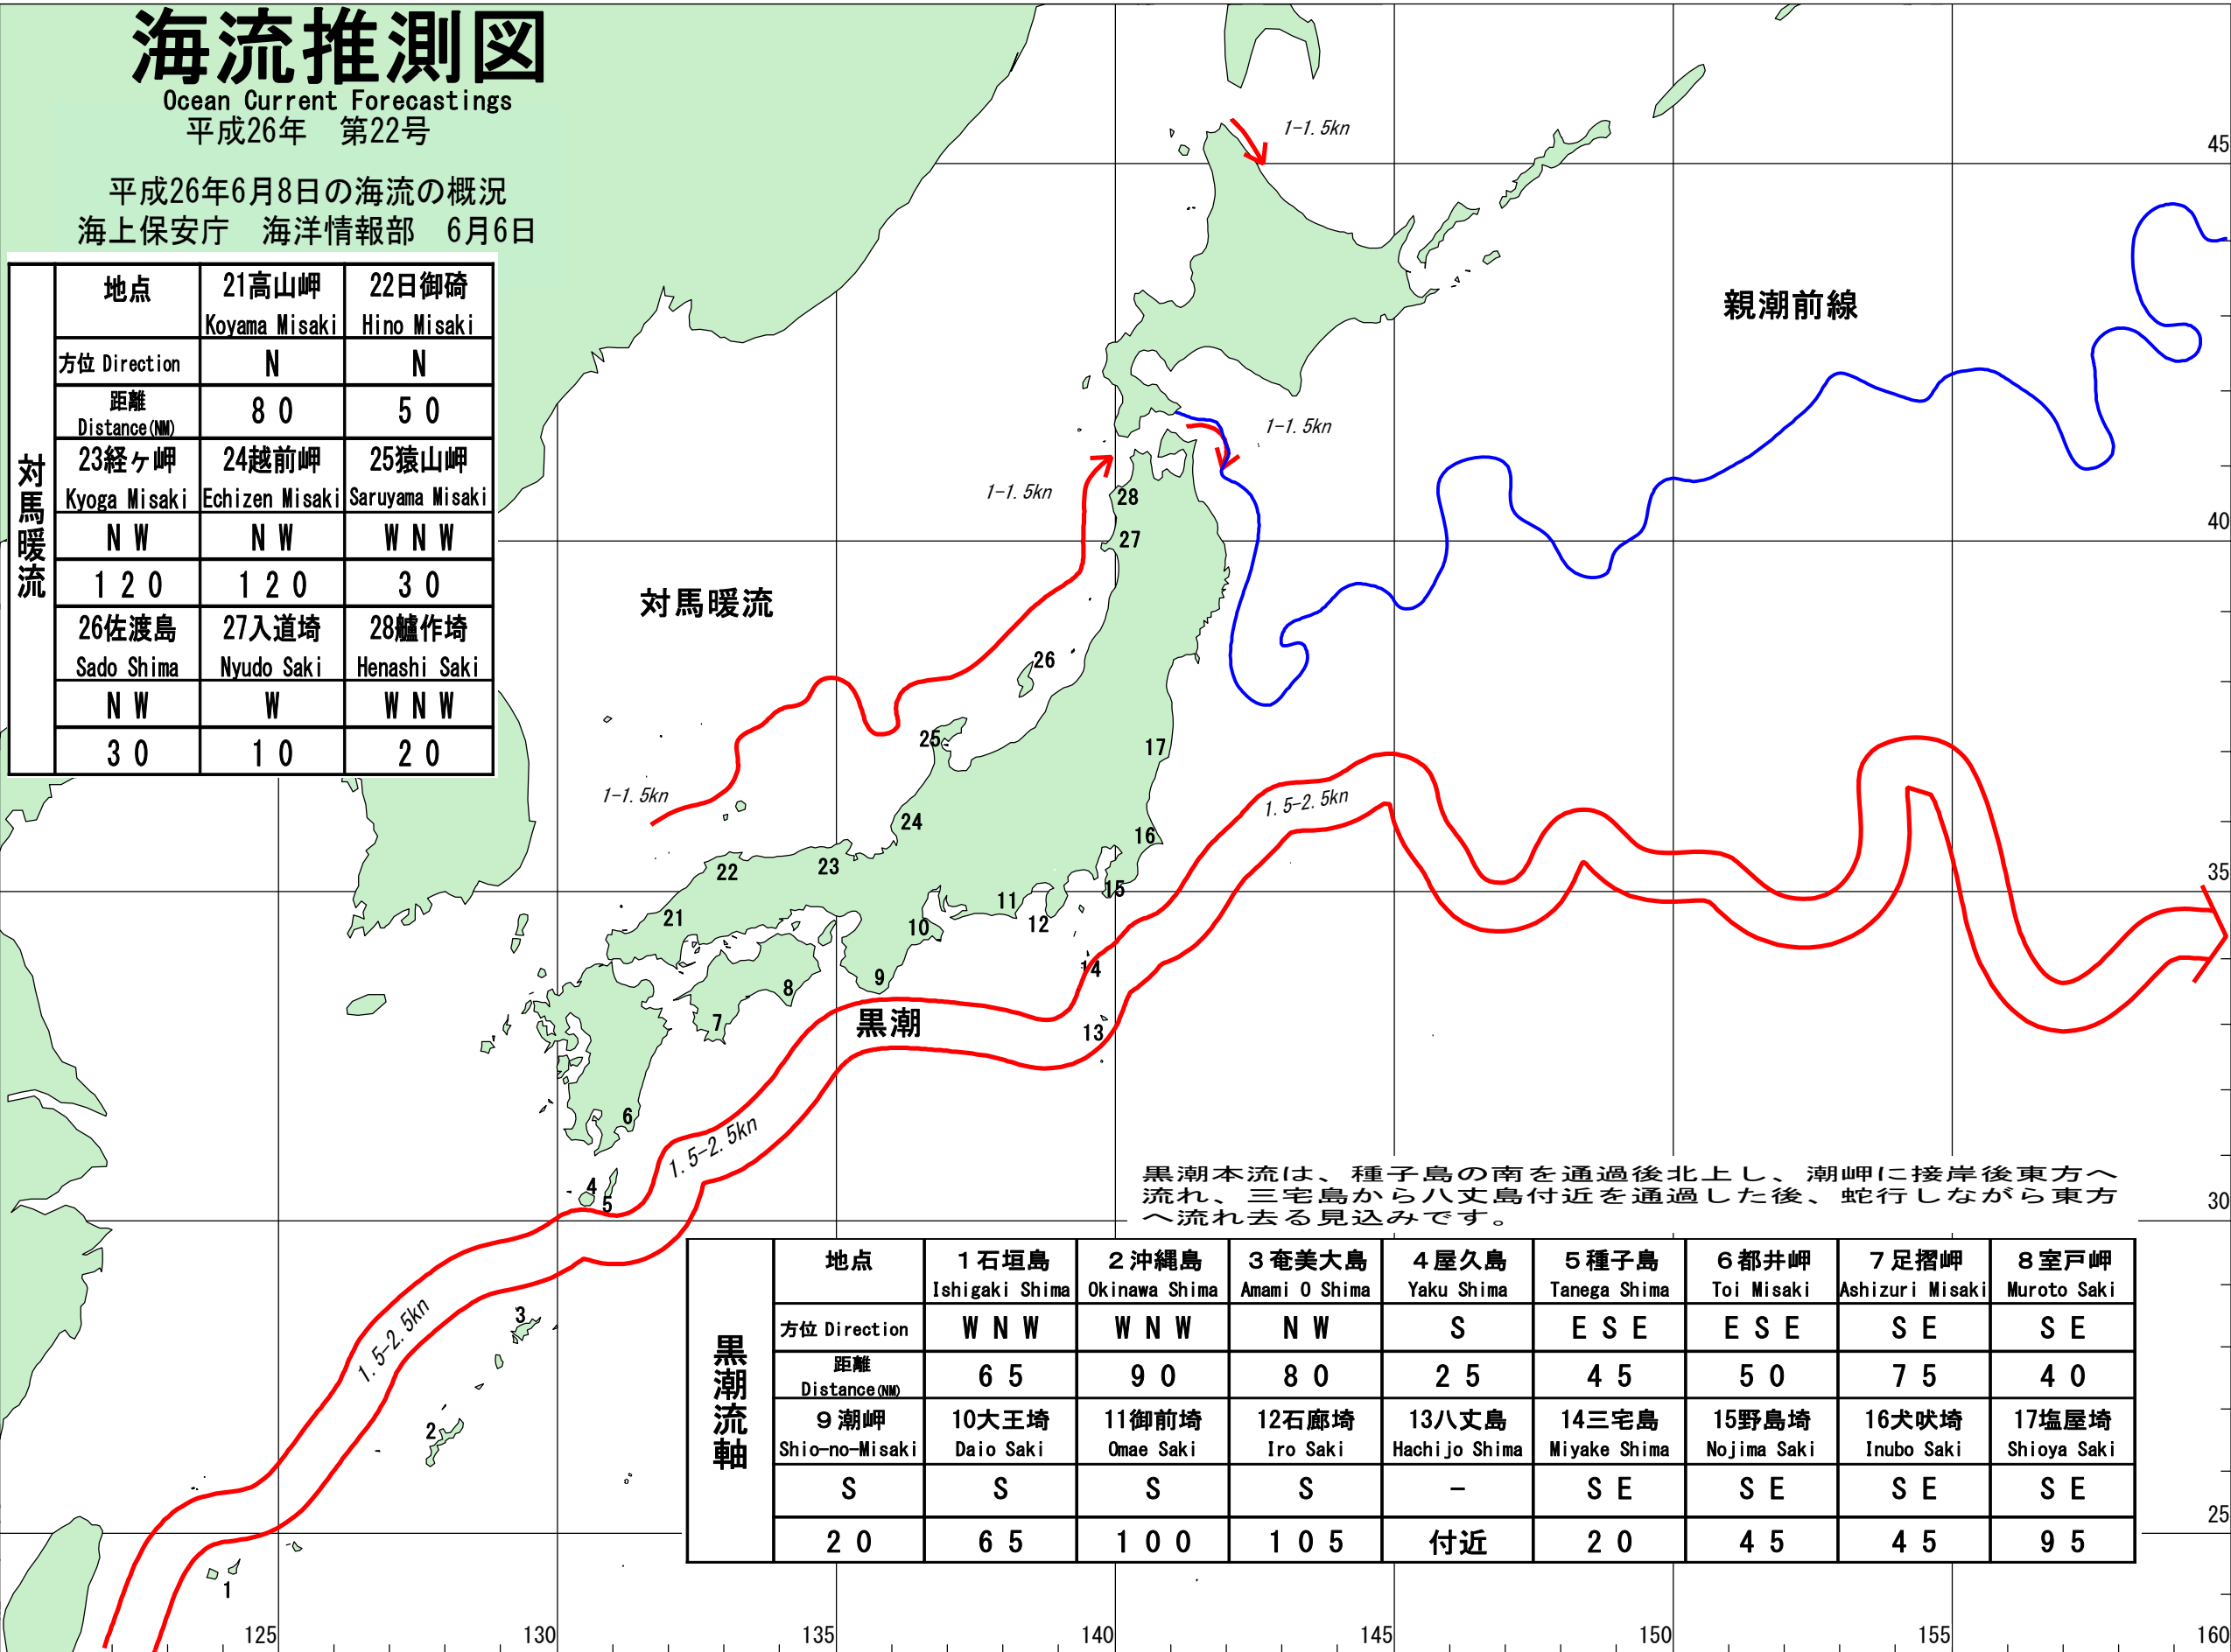 海流推測図
Ocean Current Forecastings
平成26年　第22号
平成26年6月8日の海流の概況
海上保安庁　海洋情報部　6月6日
対馬暖流
地点 21高山岬 22日御碕
Koyama Misaki Hino Misaki
方位 Direction N N
距離 Distance(NM) 80 50
23経ヶ岬 24越前岬 25猿山岬
Kyoga Misaki Echizen Misaki Saruyama Misaki
NW NW WNW
120 120 30
26佐渡島 27入道埼 28艫作埼
Sado Shima Nyudo Saki Henashi Saki
NW W WNW
30 10 20
1-1.5kn
45
親潮前線
1-1.5kn
1-1.5kn
28
40
27
対馬暖流
26
25
17
1-1.5kn
1.5-2.5kn
24
16
22
23
35
15
11
21
12
10
14
9
8
7
黒潮
13
6
1.5-2.5kn
4
5
黒潮本流は、種子島の南を通過後北上し、潮岬に接岸後東方へ
流れ、三宅島から八丈島付近を通過した後、蛇行しながら東方
へ流れ去る見込みです。
30
3
1.5-2.5kn
2
1
25
黒潮流軸
地点 1石垣島 2沖縄島 3奄美大島 4屋久島 5種子島 6都井岬 7足摺岬 8室戸岬
Ishigaki Shima Okinawa Shima Amami O Shima Yaku Shima Tanega Shima Toi Misaki Ashizuri Misaki Muroto Saki
方位 Direction WNW WNW NW S ESE ESE SE SE
距離 Distance(NM) 65 90 80 25 45 50 75 40
9潮岬 10大王埼 11御前埼 12石廊埼 13八丈島 14三宅島 15野島埼 16犬吠埼 17塩屋埼
Shio-no-Misaki Daio Saki Omae Saki Iro Saki Hachijo Shima Miyake Shima Nojima Saki Inubo Saki Shioya Saki
S S S S － SE SE SE SE
20 65 100 105 付近 20 45 45 95
125 130 135 140 145 150 155 160